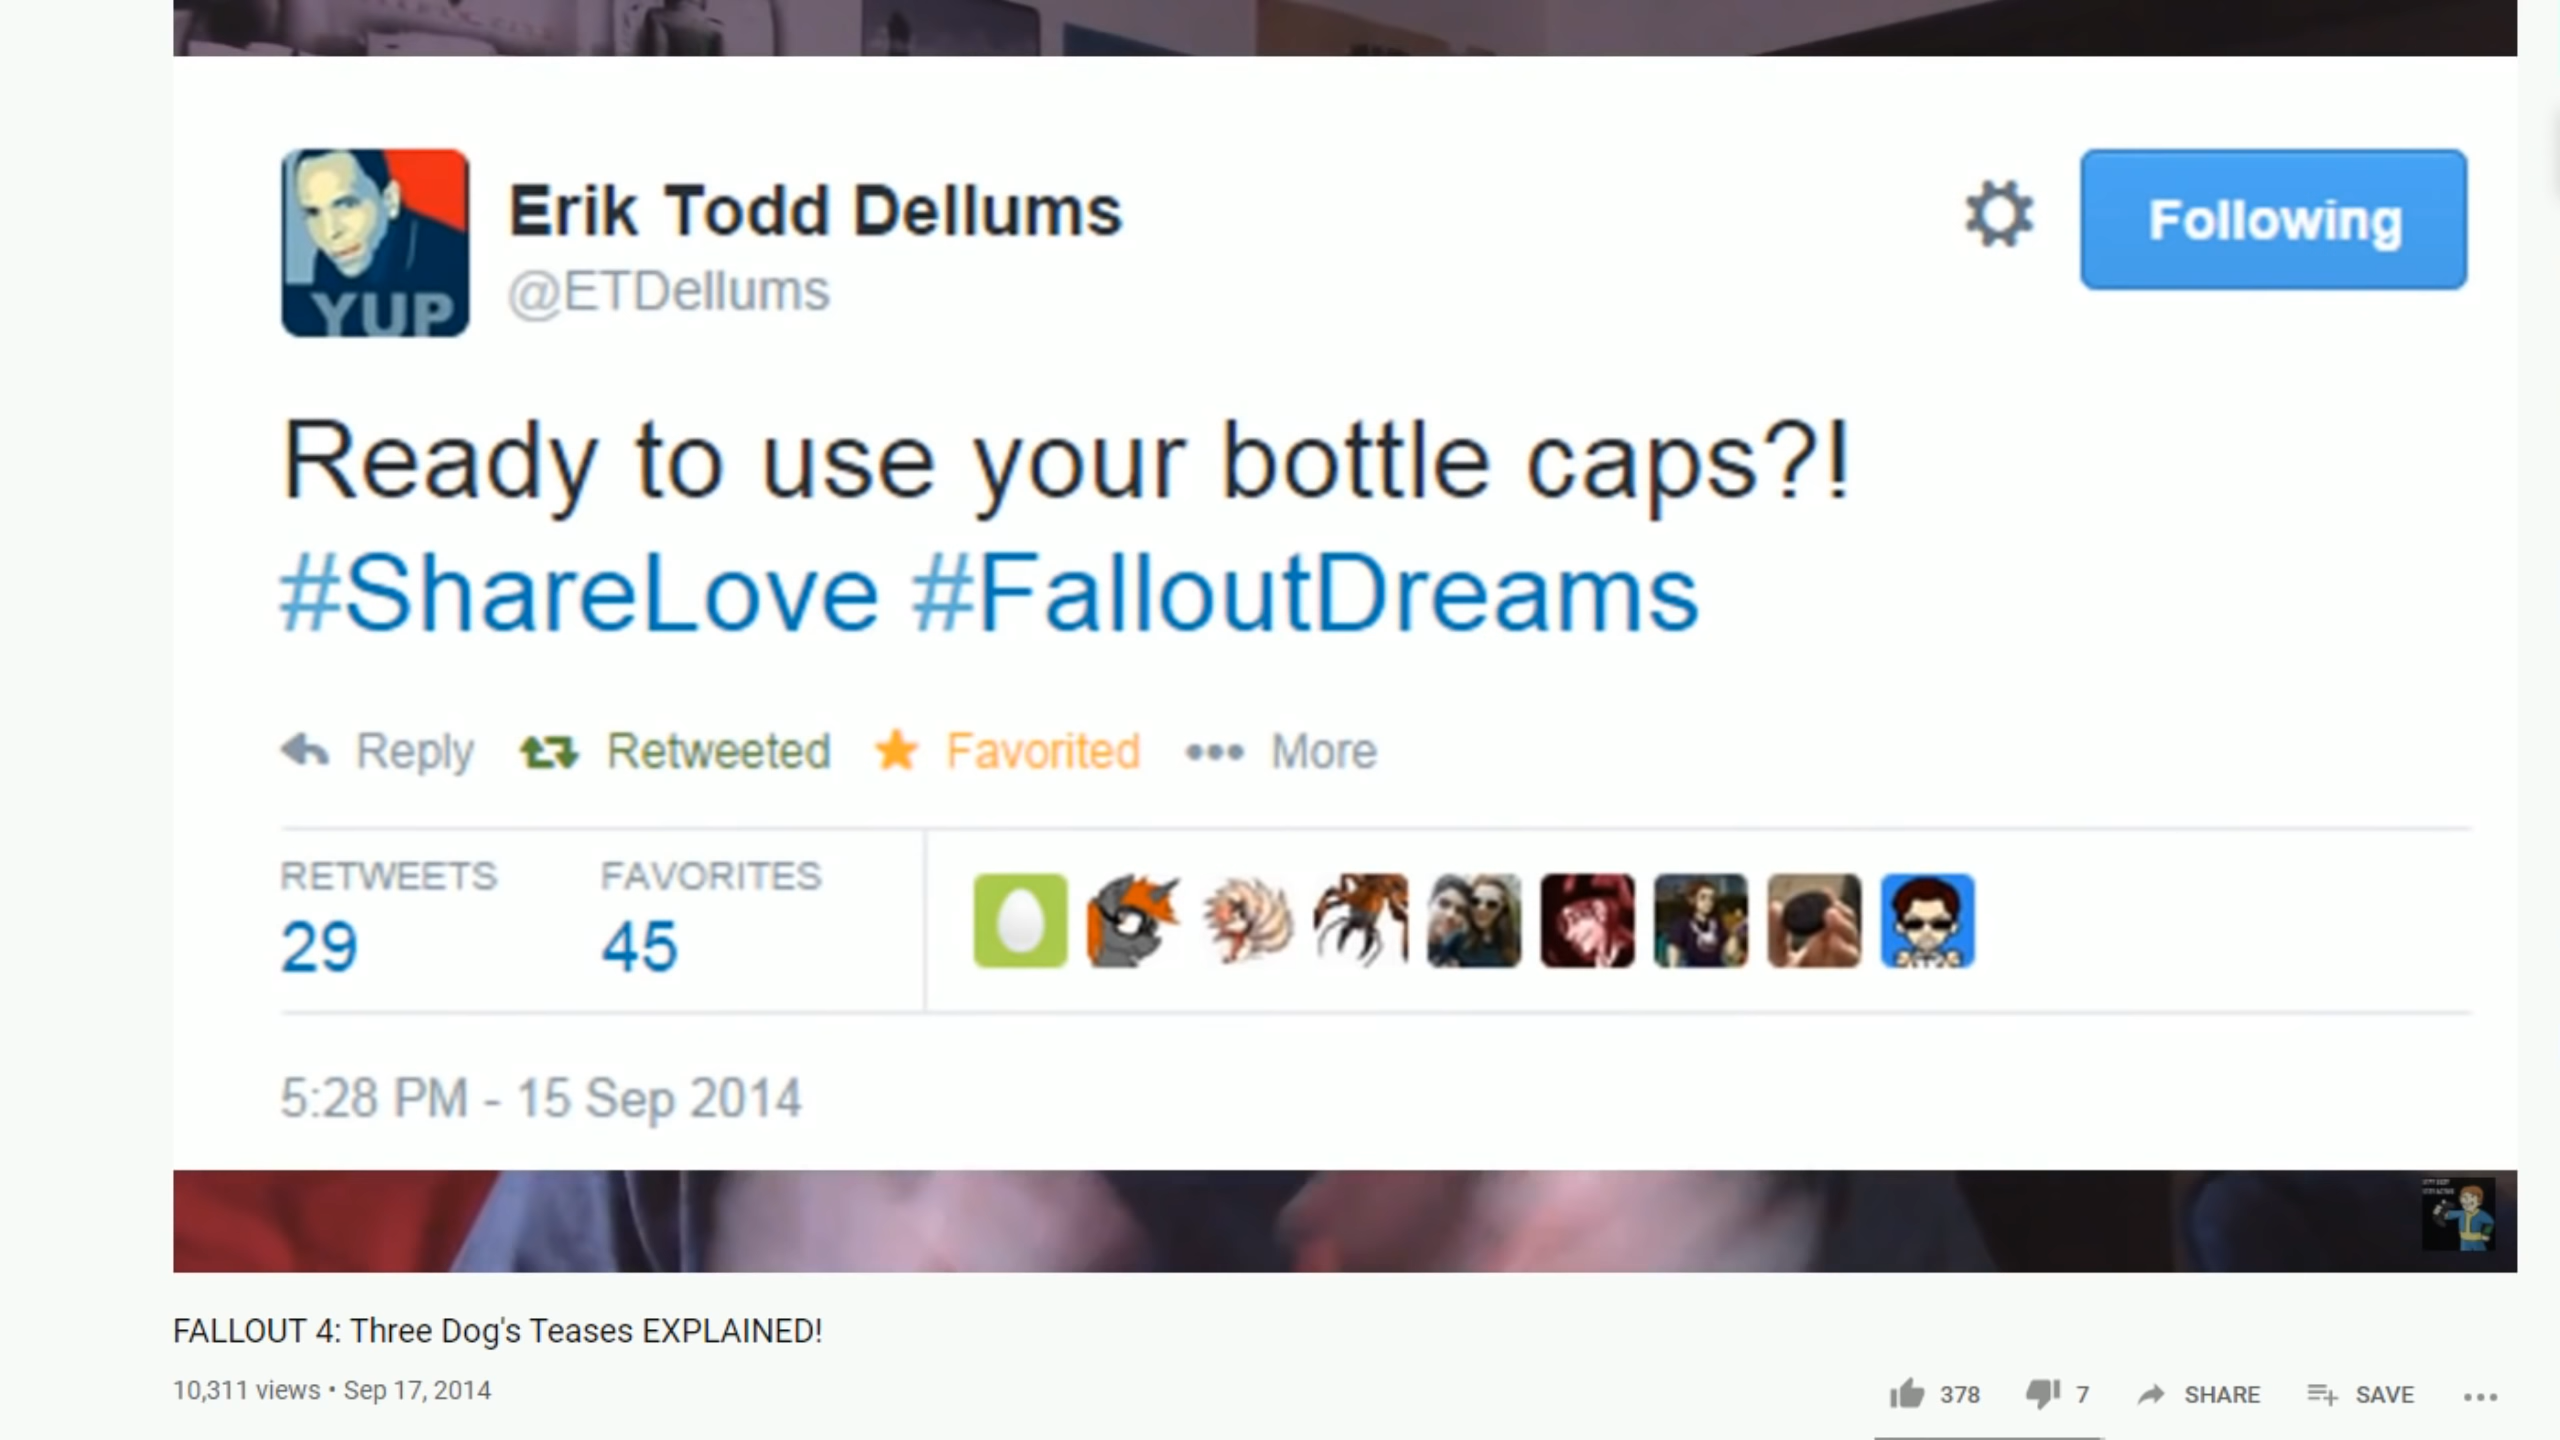 YUP
Erik Todd Dellums
@ETDellums
Following
Ready to use your bottle caps?!
#ShareLove #FalloutDreams
Reply Retweeted Favorited More
RETWEETS FAVORITES
29 45
5:28 PM - 15 Sep 2014
FALLOUT 4: Three Dog's Teases EXPLAINED!
10,311 views • Sep 17, 2014
378 7 SHARE SAVE